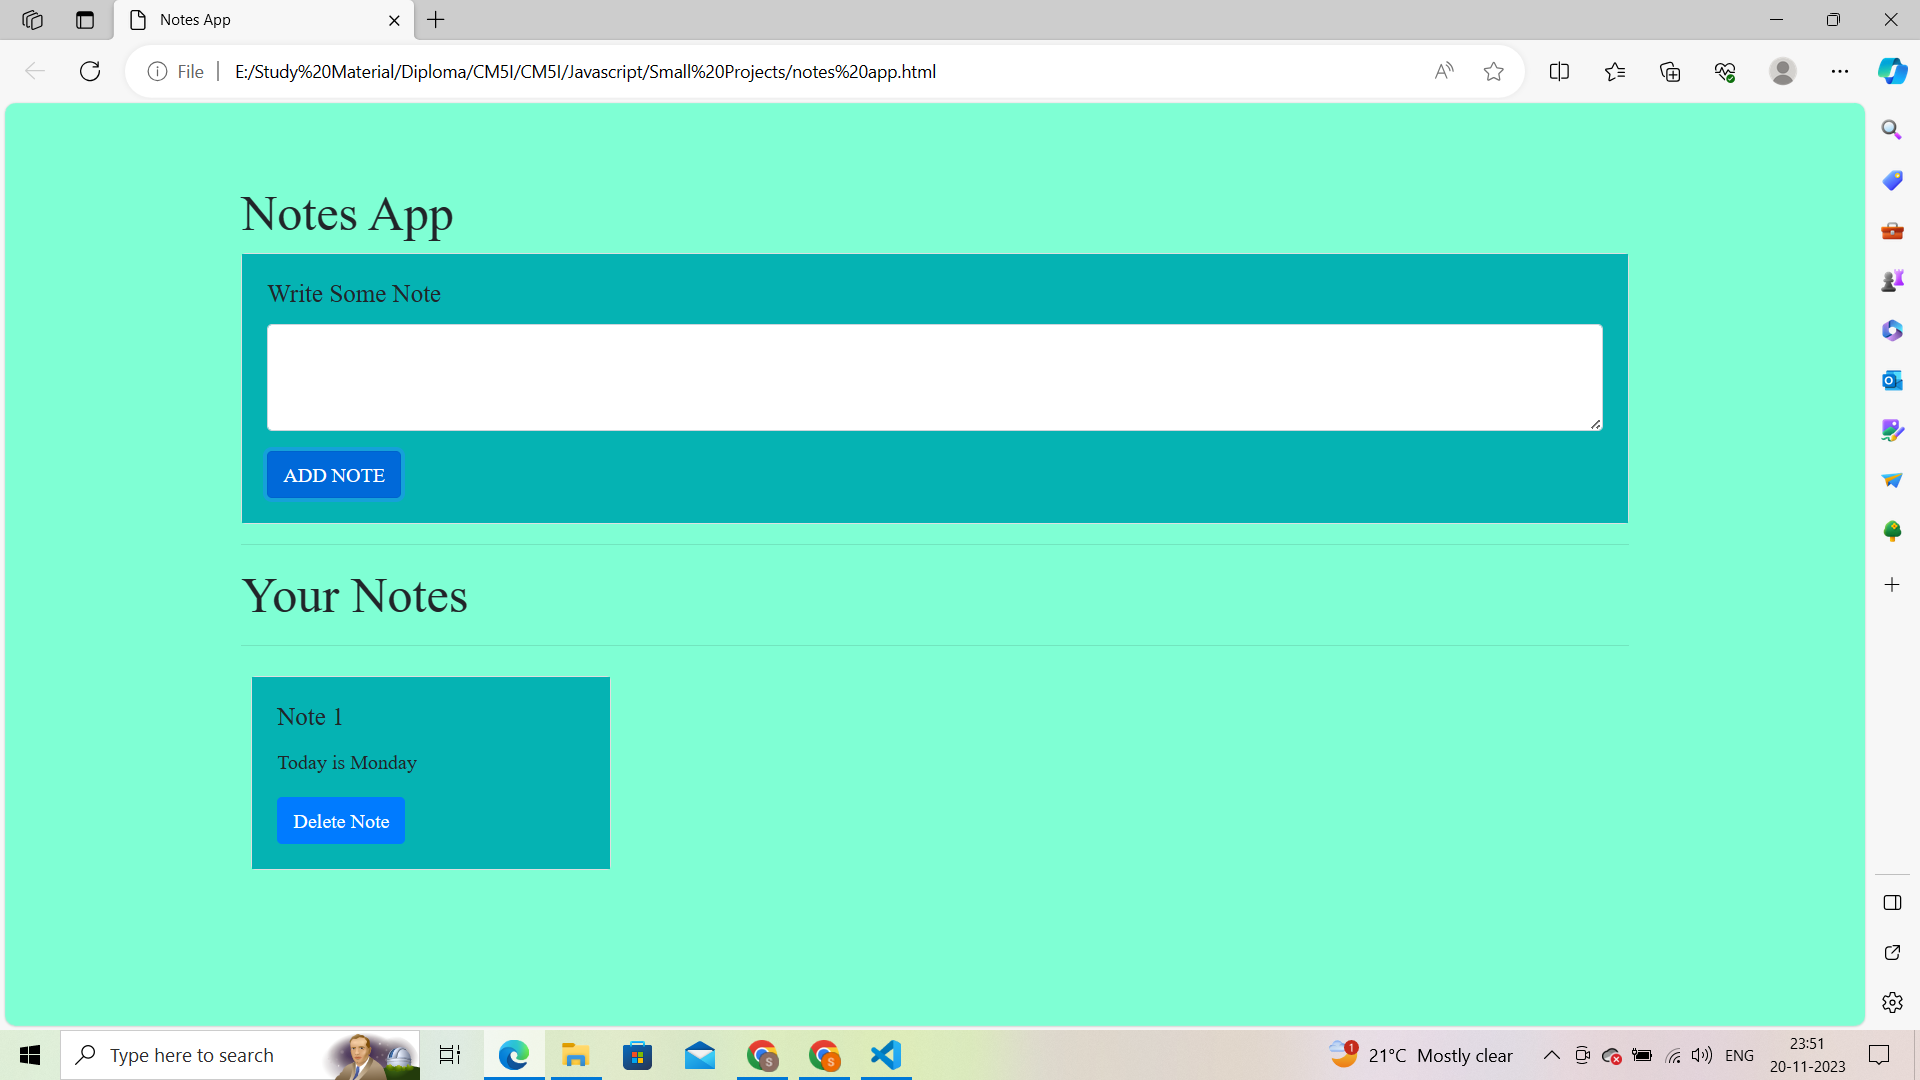 Notes App
File
E:/Study%20Material/Diploma/CM5I/CM5I/Javascript/Small%20Projects/notes%20app.html
Notes App
Write Some Note
ADD NOTE
Your Notes
Note 1
Today is Monday
Delete Note
Type here to search
S
S
1
21°C Mostly clear
ENG
23:51
20-11-2023